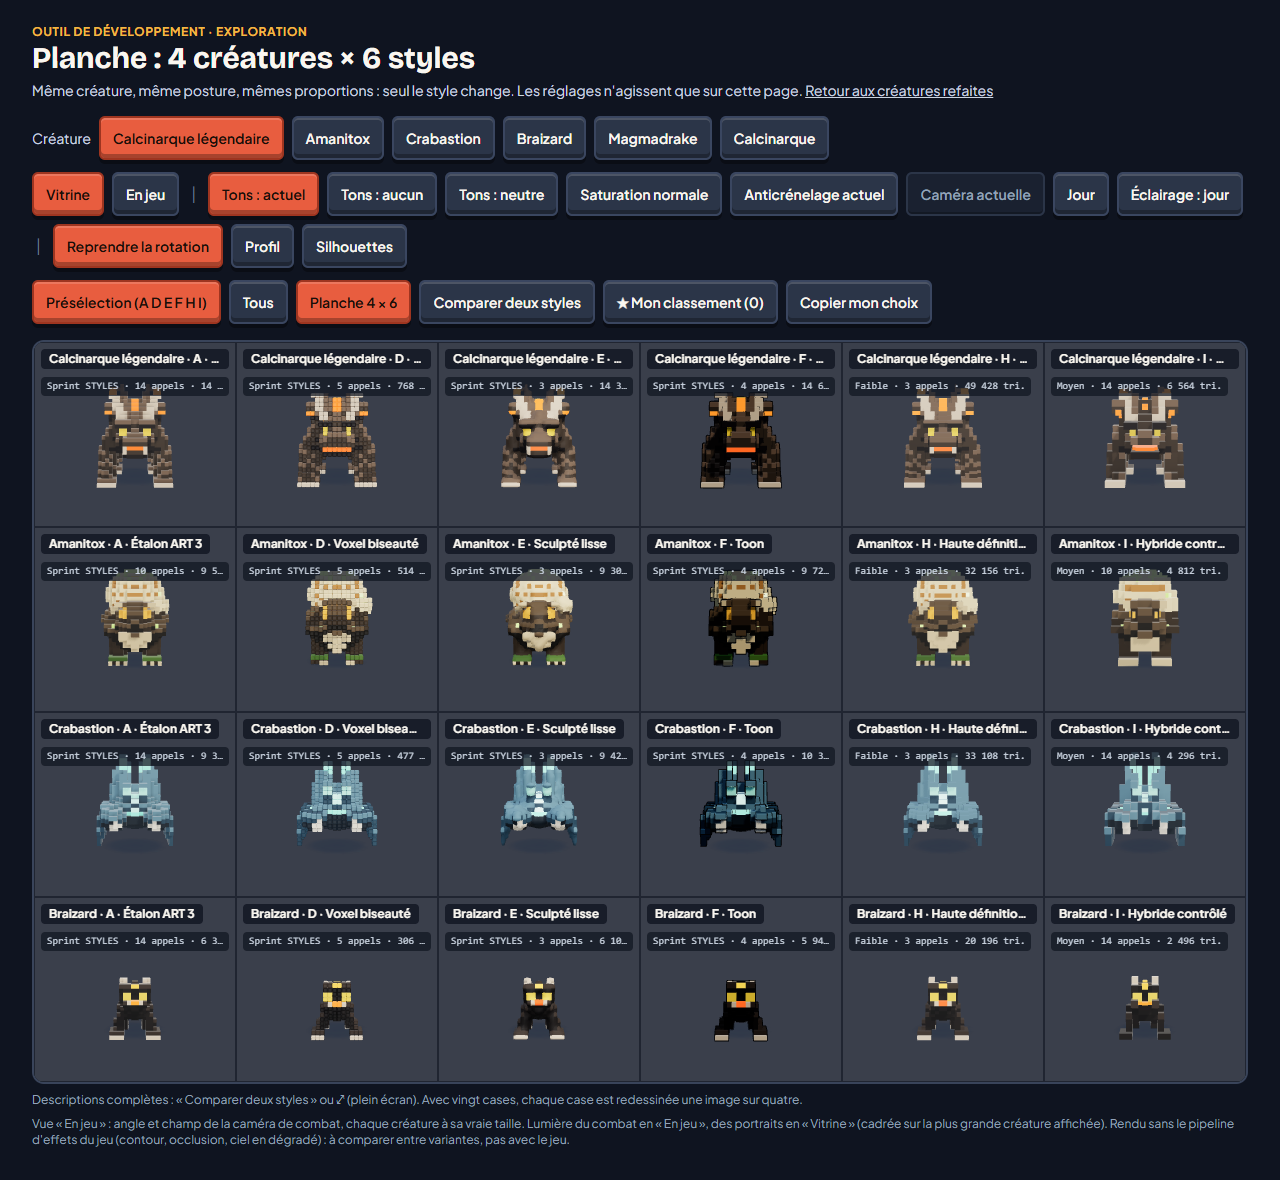 OUTIL DE DÉVELOPPEMENT · EXPLORATION
Planche : 4 créatures × 6 styles
Même créature, même posture, mêmes proportions : seul le style change. Les réglages n'agissent que sur cette page. Retour aux créatures refaites
Créature Calcinarque légendaire Amanitox Crabastion Braizard Magmadrake Calcinarque
Vitrine En jeu | Tons : actuel Tons : aucun Tons : neutre Saturation normale Anticrénelage actuel Caméra actuelle Jour Éclairage : jour
| Reprendre la rotation Profil Silhouettes
Présélection (A D E F H I) Tous Planche 4 × 6 Comparer deux styles ★ Mon classement (0) Copier mon choix
Calcinarque légendaire · A · … Calcinarque légendaire · D · … Calcinarque légendaire · E · … Calcinarque légendaire · F · … Calcinarque légendaire · H · … Calcinarque légendaire · I · …
Sprint STYLES · 14 appels · 14 … Sprint STYLES · 5 appels · 768 … Sprint STYLES · 3 appels · 14 3… Sprint STYLES · 4 appels · 14 6… Faible · 3 appels · 49 428 tri. Moyen · 14 appels · 6 564 tri.
Amanitox · A · Étalon ART 3 Amanitox · D · Voxel biseauté Amanitox · E · Sculpté lisse Amanitox · F · Toon Amanitox · H · Haute définiti… Amanitox · I · Hybride contr…
Sprint STYLES · 10 appels · 9 5… Sprint STYLES · 5 appels · 514 … Sprint STYLES · 3 appels · 9 30… Sprint STYLES · 4 appels · 9 72… Faible · 3 appels · 32 156 tri. Moyen · 10 appels · 4 812 tri.
Crabastion · A · Étalon ART 3 Crabastion · D · Voxel biseau… Crabastion · E · Sculpté lisse Crabastion · F · Toon Crabastion · H · Haute défini… Crabastion · I · Hybride cont…
Sprint STYLES · 14 appels · 9 3… Sprint STYLES · 5 appels · 477 … Sprint STYLES · 3 appels · 9 42… Sprint STYLES · 4 appels · 10 3… Faible · 3 appels · 33 108 tri. Moyen · 14 appels · 4 296 tri.
Braizard · A · Étalon ART 3 Braizard · D · Voxel biseauté Braizard · E · Sculpté lisse Braizard · F · Toon Braizard · H · Haute définitio… Braizard · I · Hybride contrôlé
Sprint STYLES · 14 appels · 6 3… Sprint STYLES · 5 appels · 306 … Sprint STYLES · 3 appels · 6 10… Sprint STYLES · 4 appels · 5 94… Faible · 3 appels · 20 196 tri. Moyen · 14 appels · 2 496 tri.
Descriptions complètes : « Comparer deux styles » ou ⤢ (plein écran). Avec vingt cases, chaque case est redessinée une image sur quatre.
Vue « En jeu » : angle et champ de la caméra de combat, chaque créature à sa vraie taille. Lumière du combat en « En jeu », des portraits en « Vitrine » (cadrée sur la plus grande créature affichée). Rendu sans le pipeline
d'effets du jeu (contour, occlusion, ciel en dégradé) : à comparer entre variantes, pas avec le jeu.